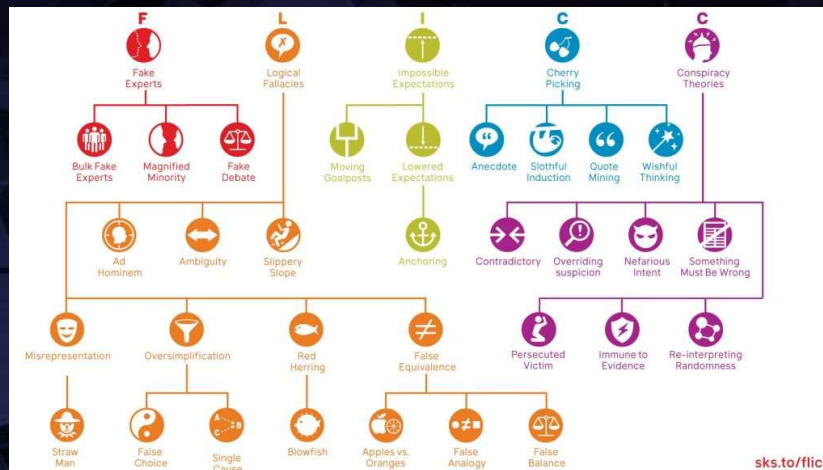 F
L
I
C
C
Fake
Experts
Logical
Fallacies
Impossible
Expectations
Cherry
Picking
Conspiracy
Theories
Bulk Fake
Experts
Magnified
Minority
Fake
Debate
Moving
Goalposts
Lowered
Expectations
Anecdote
Slothful
Induction
Quote
Mining
Wishful
Thinking
Ad
Hominem
Ambiguity
Slippery
Slope
Anchoring
Contradictory
Overriding
suspicion
Nefarious
Intent
Something
Must Be Wrong
Misrepresentation
Oversimplification
Red
Herring
False
Equivalence
Persecuted
Victim
Immune to
Evidence
Re-interpreting
Randomness
A
B
C
Straw
Man
False
Choice
Single
Cause
Blowfish
Apples vs.
Oranges
False
Analogy
False
Balance
sks.to/flic